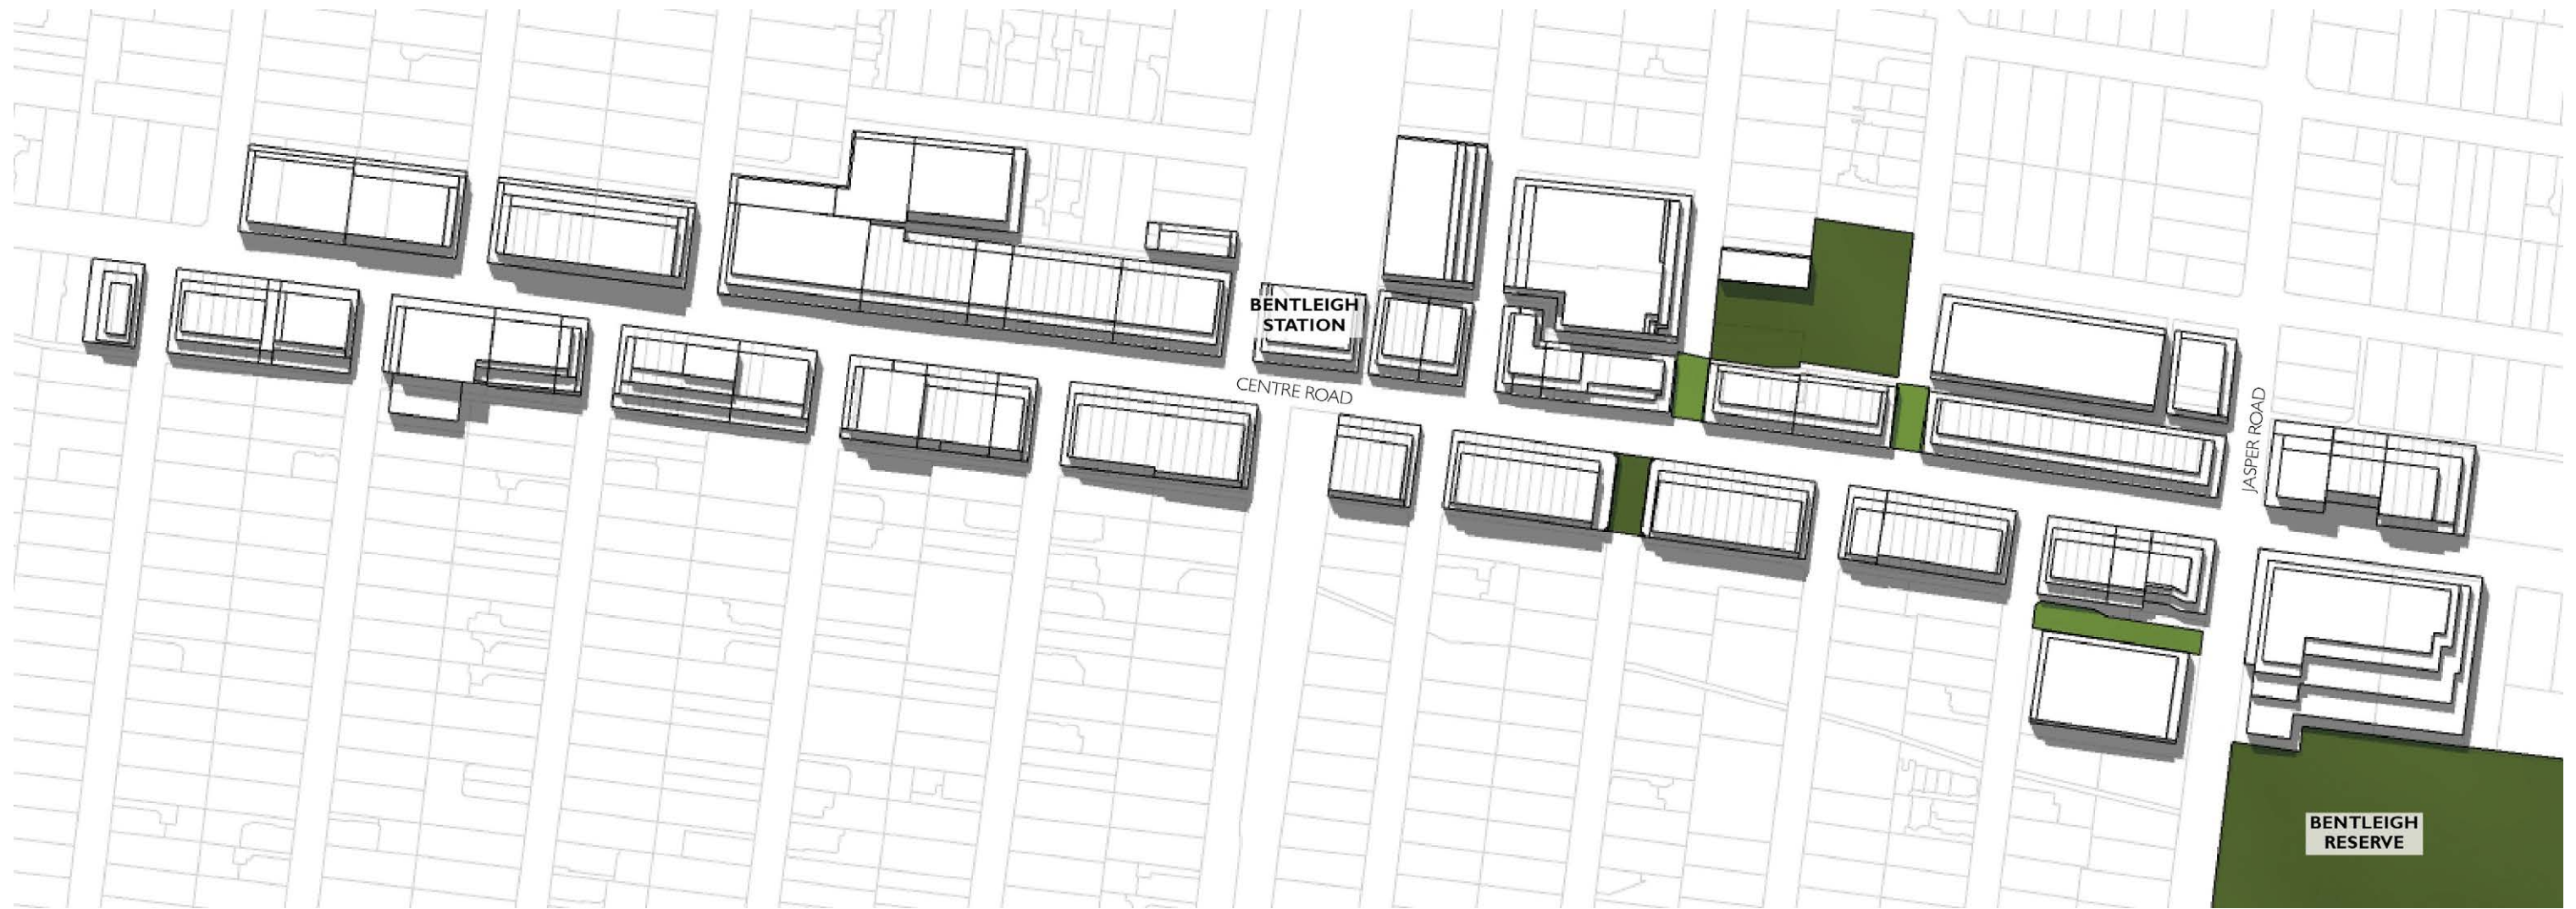 BENTLEIGH
STATION
CENTRE ROAD
JASPER ROAD
BENTLEIGH
RESERVE